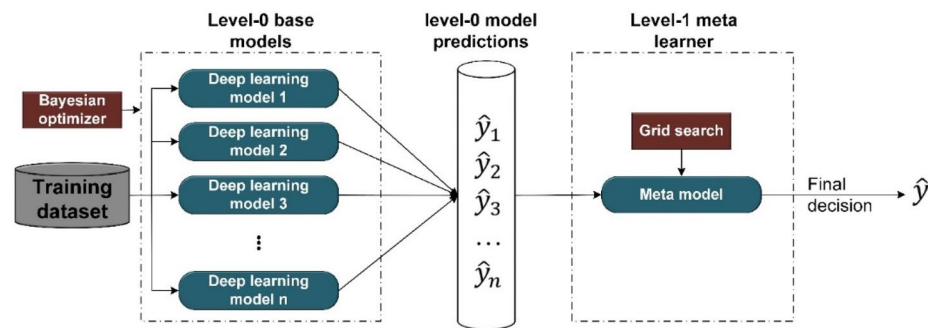 Level-0 base
models
level-0 model
predictions
Level-1 meta
learner
Bayesian
optimizer
Training
dataset
Deep learning
model 1
Deep learning
model 2
Deep learning
model 3
⋮
Deep learning
model n
ŷ₁
ŷ₂
ŷ₃
...
ŷₙ
Grid search
Meta model
Final
decision
ŷ